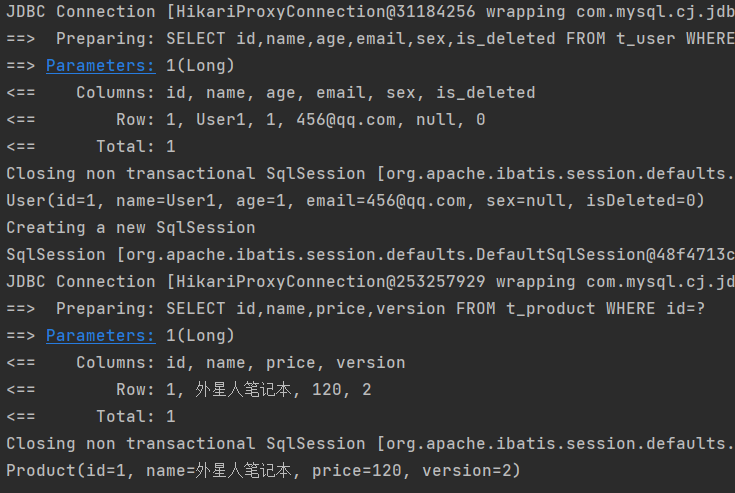 JDBC Connection [HikariProxyConnection@31184256 wrapping com.mysql.cj.jdb
==>  Preparing: SELECT id,name,age,email,sex,is_deleted FROM t_user WHERE
==> Parameters: 1(Long)
<==    Columns: id, name, age, email, sex, is_deleted
<==        Row: 1, User1, 1, 456@qq.com, null, 0
<==      Total: 1
Closing non transactional SqlSession [org.apache.ibatis.session.defaults.
User(id=1, name=User1, age=1, email=456@qq.com, sex=null, isDeleted=0)
Creating a new SqlSession
SqlSession [org.apache.ibatis.session.defaults.DefaultSqlSession@48f4713c
JDBC Connection [HikariProxyConnection@253257929 wrapping com.mysql.cj.jd
==>  Preparing: SELECT id,name,price,version FROM t_product WHERE id=?
==> Parameters: 1(Long)
<==    Columns: id, name, price, version
<==        Row: 1, 外星人笔记本, 120, 2
<==      Total: 1
Closing non transactional SqlSession [org.apache.ibatis.session.defaults.
Product(id=1, name=外星人笔记本, price=120, version=2)